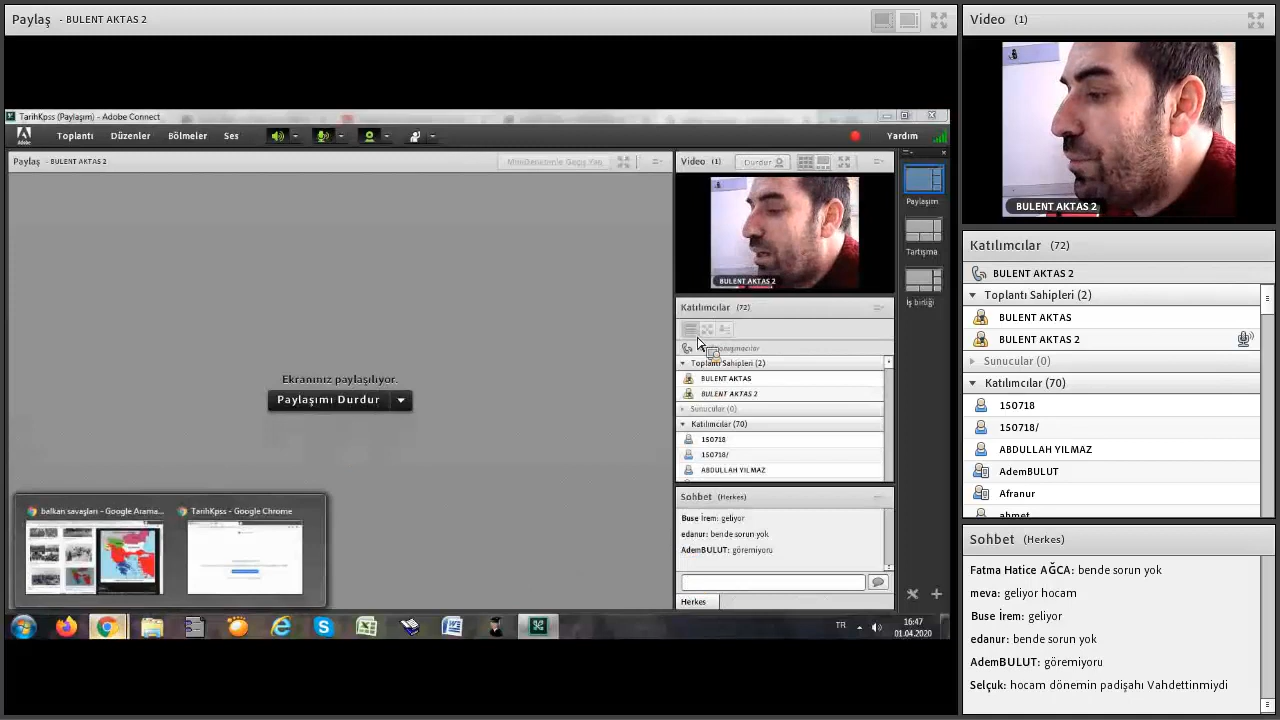 Paylaş - BULENT AKTAS 2
TarihKpss (Paylaşım) - Adobe Connect
Toplantı Düzenler Bölmeler Ses Yardım
Paylaş - BULENT AKTAS 2
MiniDenetimle Geçiş Yap
Ekranınız paylaşılıyor.
Paylaşımı Durdur
balkan savaşları - Google Arama...
TarihKpss - Google Chrome
Video (1) Durdur
BULENT AKTAS 2
Katılımcılar (72)
Toplantı Sahipleri (2)
BULENT AKTAS
BULENT AKTAS 2
Sunucular (0)
Katılımcılar (70)
150718
150718/
ABDULLAH YILMAZ
Sohbet (Herkes)
Buse İrem: geliyor
edanur: bende sorun yok
AdemBULUT: göremiyoru
Herkes
Paylaşım
Tartışma
İş birliği
TR
16:47
01.04.2020
Video (1)
BULENT AKTAS 2
Katılımcılar (72)
BULENT AKTAS 2
Toplantı Sahipleri (2)
BULENT AKTAS
BULENT AKTAS 2
Sunucular (0)
Katılımcılar (70)
150718
150718/
ABDULLAH YILMAZ
AdemBULUT
Afranur
ahmet
Sohbet (Herkes)
Fatma Hatice AĞCA: bende sorun yok
meva: geliyor hocam
Buse İrem: geliyor
edanur: bende sorun yok
AdemBULUT: göremiyoru
Selçuk: hocam dönemin padişahı Vahdettinmiydi